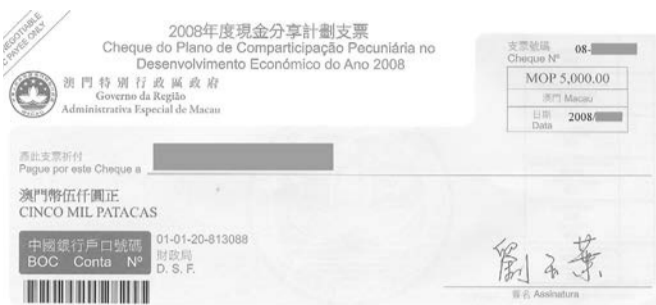 NEGOTIABLE
PAYEE ONLY
2008年度現金分享計劃支票
Cheque do Plano de Comparticipação Pecuniária no
Desenvolvimento Económico do Ano 2008
澳門特別行政區政府
Governo da Região
Administrativa Especial de Macau
支票號碼 08-
Cheque Nº
MOP 5,000.00
澳門 Macau
日期 2008/
Data
憑此支票祈付
Pague por este Cheque a
澳門幣伍仟圓正
CINCO MIL PATACAS
中國銀行戶口號碼 01-01-20-813088
BOC Conta Nº 財政局
D. S. F.
劉玉葉
簽名 Assinatura